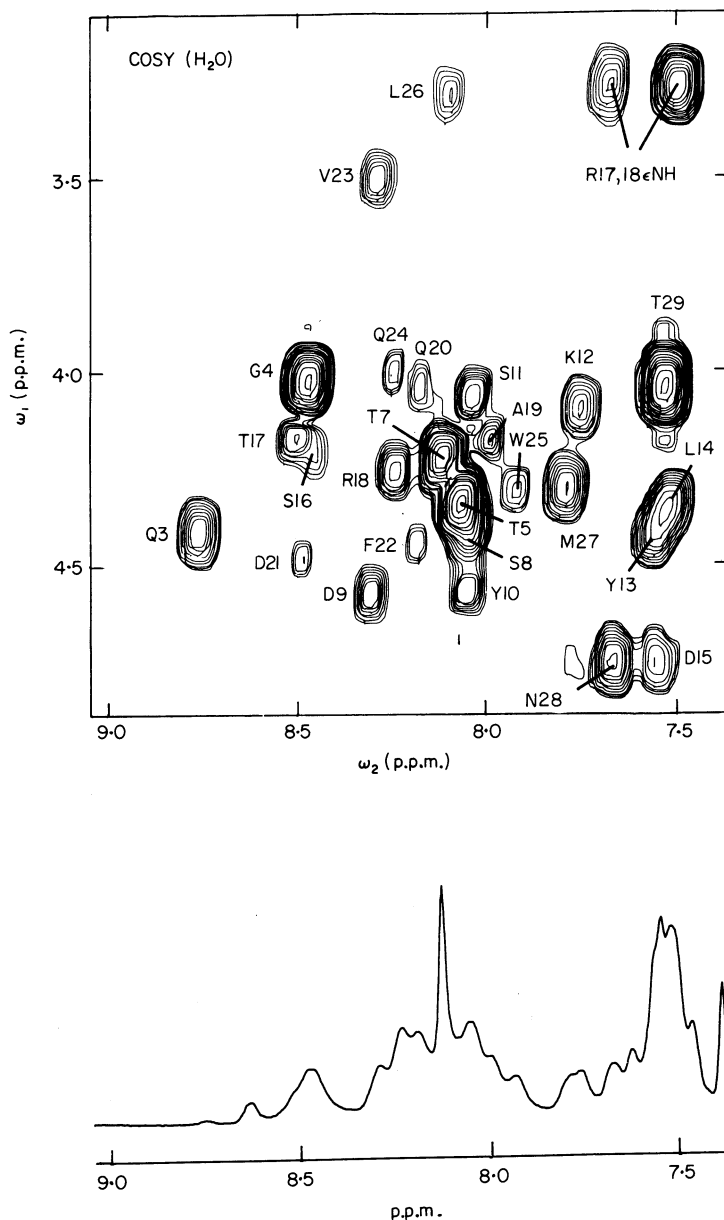 COSY (H₂O)
L26
V23
R17,18 ϵNH
3·5
T29
Q24
Q20
K12
G4
S11
4·0
A19
T7
W25
L14
T17
R18
S16
T5
M27
Q3
F22
D21
S8
Y13
4·5
D9
Y10
D15
N28
ω₁ (p.p.m.)
9·0 8·5 8·0 7·5
ω₂ (p.p.m.)
9·0 8·5 8·0 7·5
p.p.m.